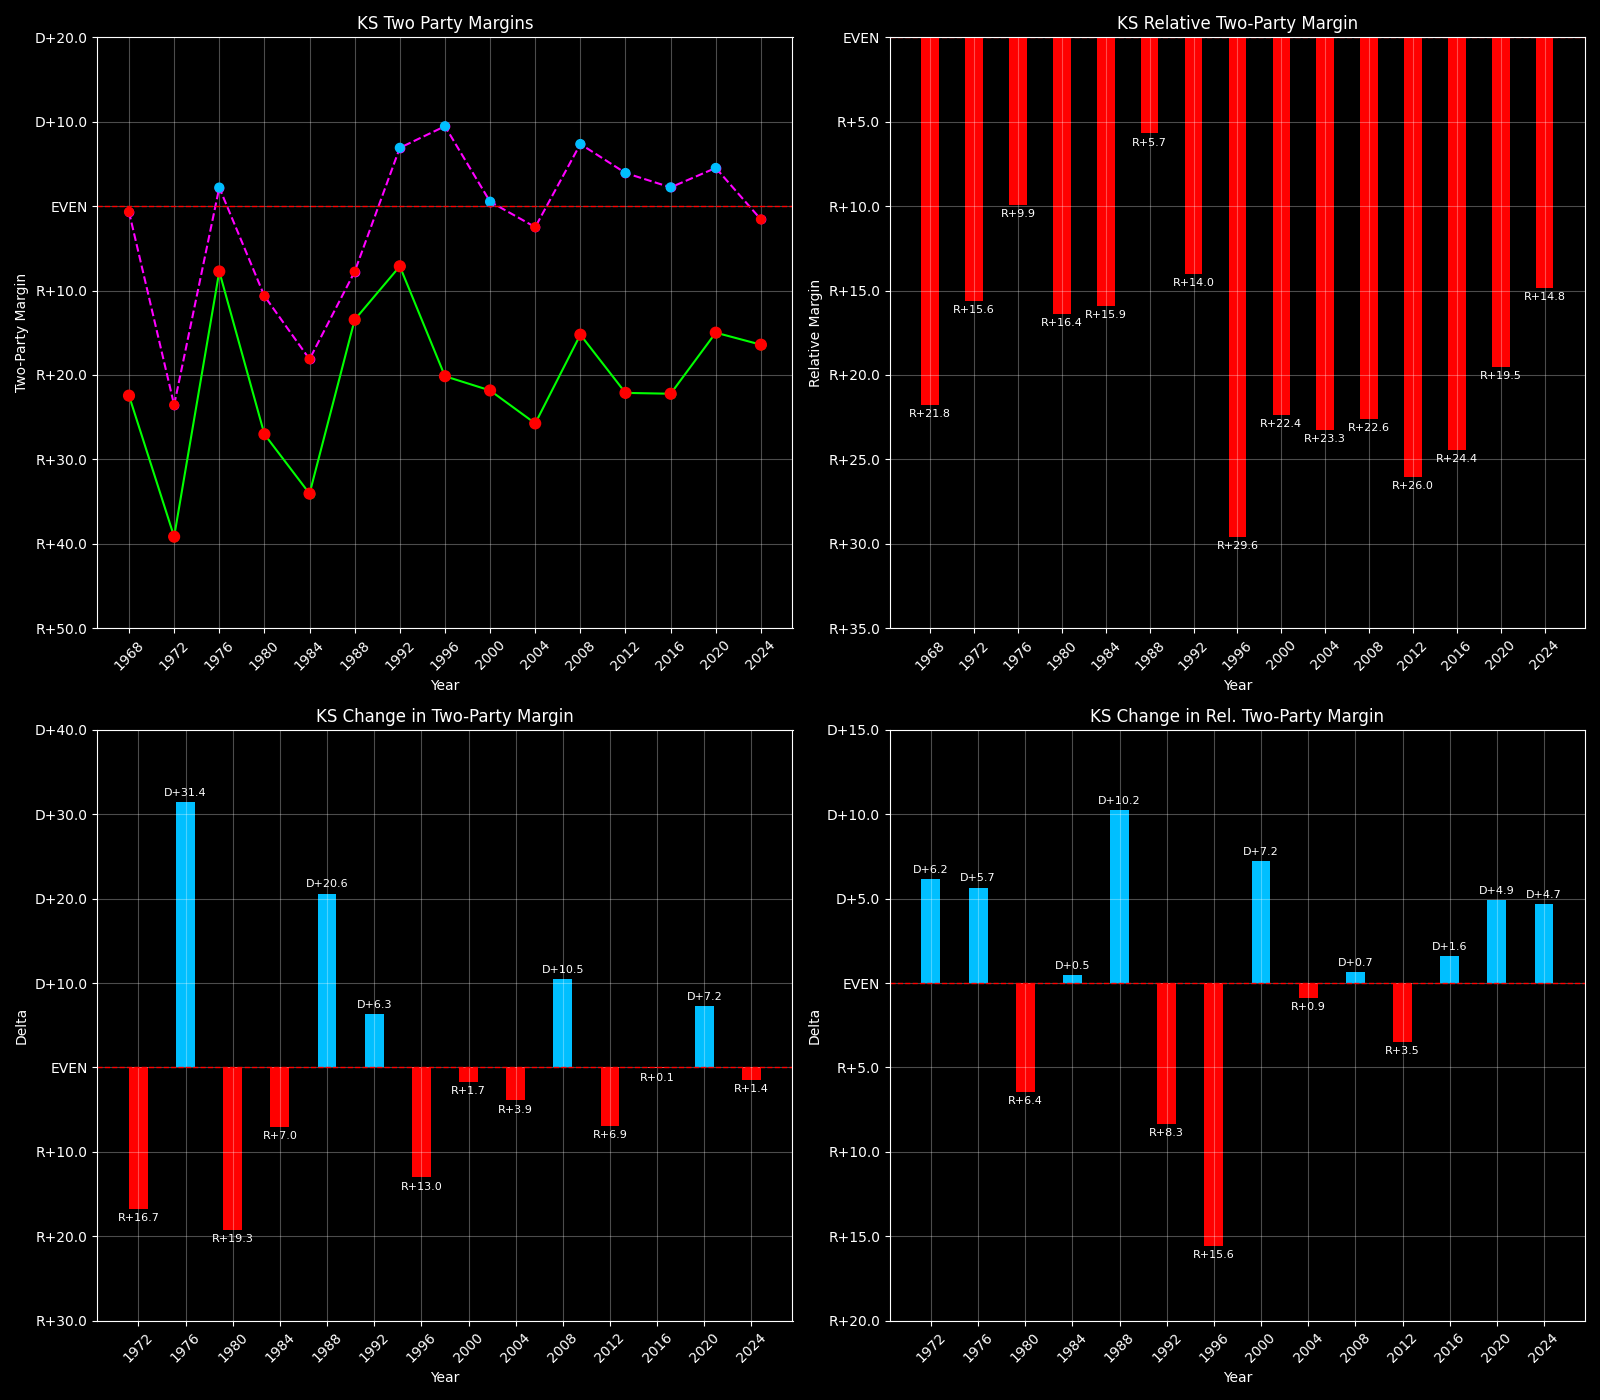 KS Two Party Margins
D+20.0
D+10.0
EVEN
R+10.0
R+20.0
R+30.0
R+40.0
R+50.0
Two-Party Margin
1968 1972 1976 1980 1984 1988 1992 1996 2000 2004 2008 2012 2016 2020 2024
Year
KS Relative Two-Party Margin
EVEN
R+5.0
R+10.0
R+15.0
R+20.0
R+25.0
R+30.0
R+35.0
Relative Margin
R+21.8
R+15.6
R+9.9
R+16.4
R+15.9
R+5.7
R+14.0
R+29.6
R+22.4
R+23.3
R+22.6
R+26.0
R+24.4
R+19.5
R+14.8
1968 1972 1976 1980 1984 1988 1992 1996 2000 2004 2008 2012 2016 2020 2024
Year
KS Change in Two-Party Margin
D+40.0
D+30.0
D+20.0
D+10.0
EVEN
R+10.0
R+20.0
R+30.0
Delta
R+16.7
D+31.4
R+19.3
R+7.0
D+20.6
D+6.3
R+13.0
R+1.7
R+3.9
D+10.5
R+6.9
R+0.1
D+7.2
R+1.4
1972 1976 1980 1984 1988 1992 1996 2000 2004 2008 2012 2016 2020 2024
Year
KS Change in Rel. Two-Party Margin
D+15.0
D+10.0
D+5.0
EVEN
R+5.0
R+10.0
R+15.0
R+20.0
Delta
D+6.2
D+5.7
R+6.4
D+0.5
D+10.2
R+8.3
R+15.6
D+7.2
R+0.9
D+0.7
R+3.5
D+1.6
D+4.9
D+4.7
1972 1976 1980 1984 1988 1992 1996 2000 2004 2008 2012 2016 2020 2024
Year